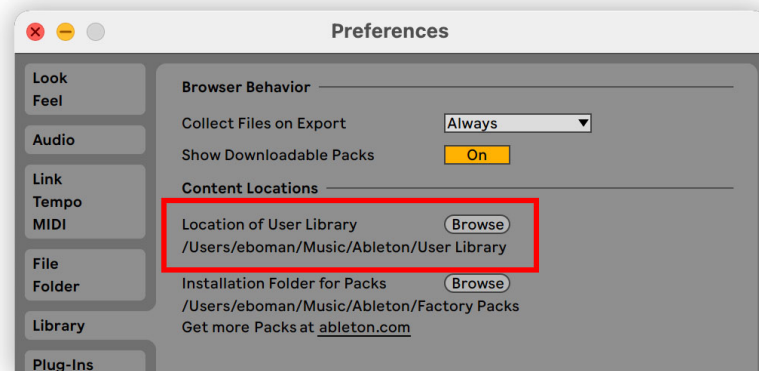 Preferences
Look
Feel
Audio
Link
Tempo
MIDI
File
Folder
Library
Plug-Ins
Browser Behavior
Collect Files on Export Always
Show Downloadable Packs On
Content Locations
Location of User Library Browse
/Users/eboman/Music/Ableton/User Library
Installation Folder for Packs Browse
/Users/eboman/Music/Ableton/Factory Packs
Get more Packs at ableton.com